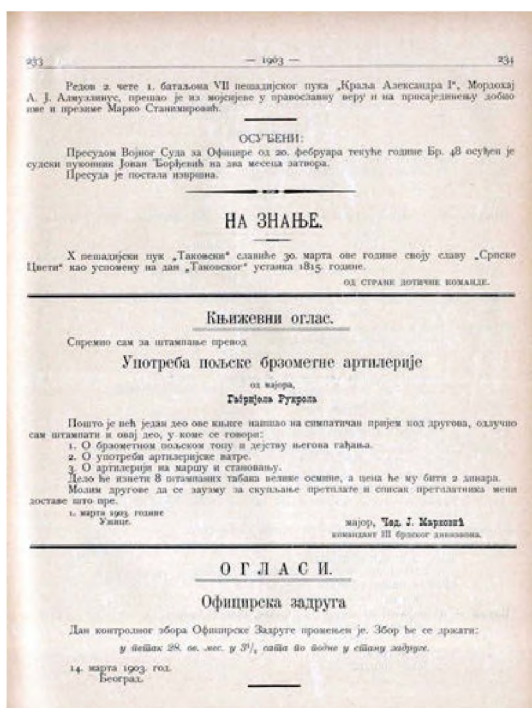 233
— 1903 —
234
Редов 2. чете 1. батаљона VII пешадијског пука „Краља Александра I“, Мордохај
А. Ј. Алмузлинус, прешао је из мојсијеве у православну веру и на присаједињењу добио
име и презиме Марко Станимировић.
ОСУЂЕНИ:
Пресудом Војног Суда за Официре од 20. фебруара текуће године Бр. 48 осуђен је
судски пуковник Јован Ђорђевић на два месеца затвора.
Пресуда је постала извршна.
НА ЗНАЊЕ.
X пешадијски пук „Таковски“ славиће 30. марта ове године своју славу „Српске
Цвети“ као успомену на дан „Таковског“ устанка 1815. године.
ОД СТРАНЕ ДОТИЧНЕ КОМАНДЕ.
Књижевни оглас.
Спремио сам за штампање превод
Употреба пољске брзометне артилерије
од мајора,
Габријела Рукрола
Пошто је већ један део ове књиге наишао на симпатичан пријем код другова, одлучио
сам штампати и овај део, у коме се говори:
1. О брзометном пољском топу и дејству његова гађања.
2. О употреби артилеријске ватре.
3. О артилерији на маршу и становању.
Дело ће изнети 8 штампаних табака велике осмине, а цена ће му бити 2 динара.
Молим другове да се заузму за скупљање претплате и списак претплатника мени
доставе што пре.
1. марта 1903. године
Ужице.
мајор, Чед. Ј. Марковић
командант III брдског дивизиона.
ОГЛАСИ.
Официрска задруга
Дан контролног збора Официрске Задруге промењен је. Збор ће се држати:
у петак 28. ов. мес. у 3¹/₂ сата по подне у стану задруге.
14. марта 1903. год.
Београд.